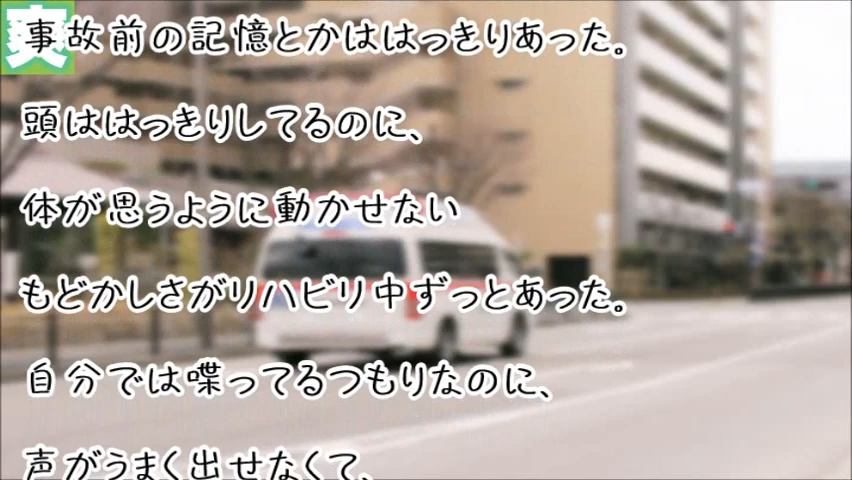 爽
事故前の記憶とかははっきりあった。
頭ははっきりしてるのに、
体が思うように動かせない
もどかしさがリハビリ中ずっとあった。
自分では喋ってるつもりなのに、
声がうまく出せなくて、